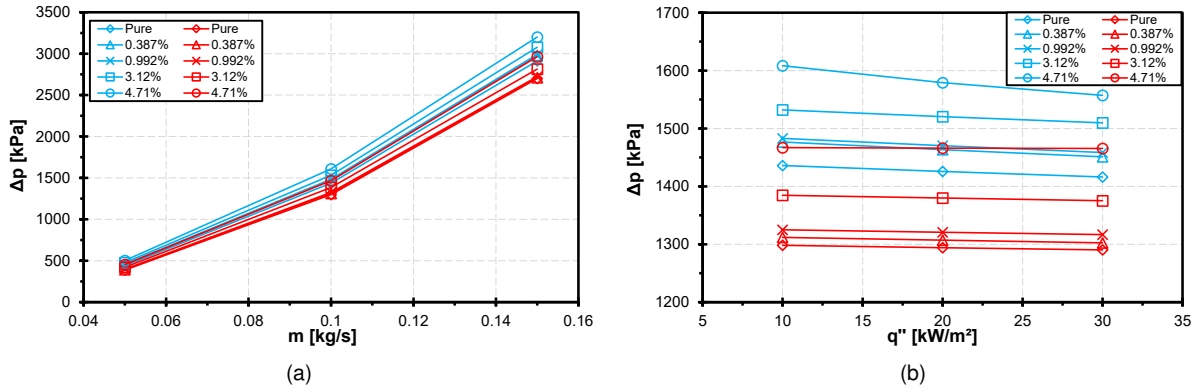 Δp [kPa]
3500
3000
2500
2000
1500
1000
500
0
Pure Pure
0.387% 0.387%
0.992% 0.992%
3.12% 3.12%
4.71% 4.71%
0.04 0.06 0.08 0.1 0.12 0.14 0.16
m [kg/s]
(a)
Δp [kPa]
1700
1600
1500
1400
1300
1200
Pure Pure
0.387% 0.387%
0.992% 0.992%
3.12% 3.12%
4.71% 4.71%
5 10 15 20 25 30 35
q" [kW/m²]
(b)